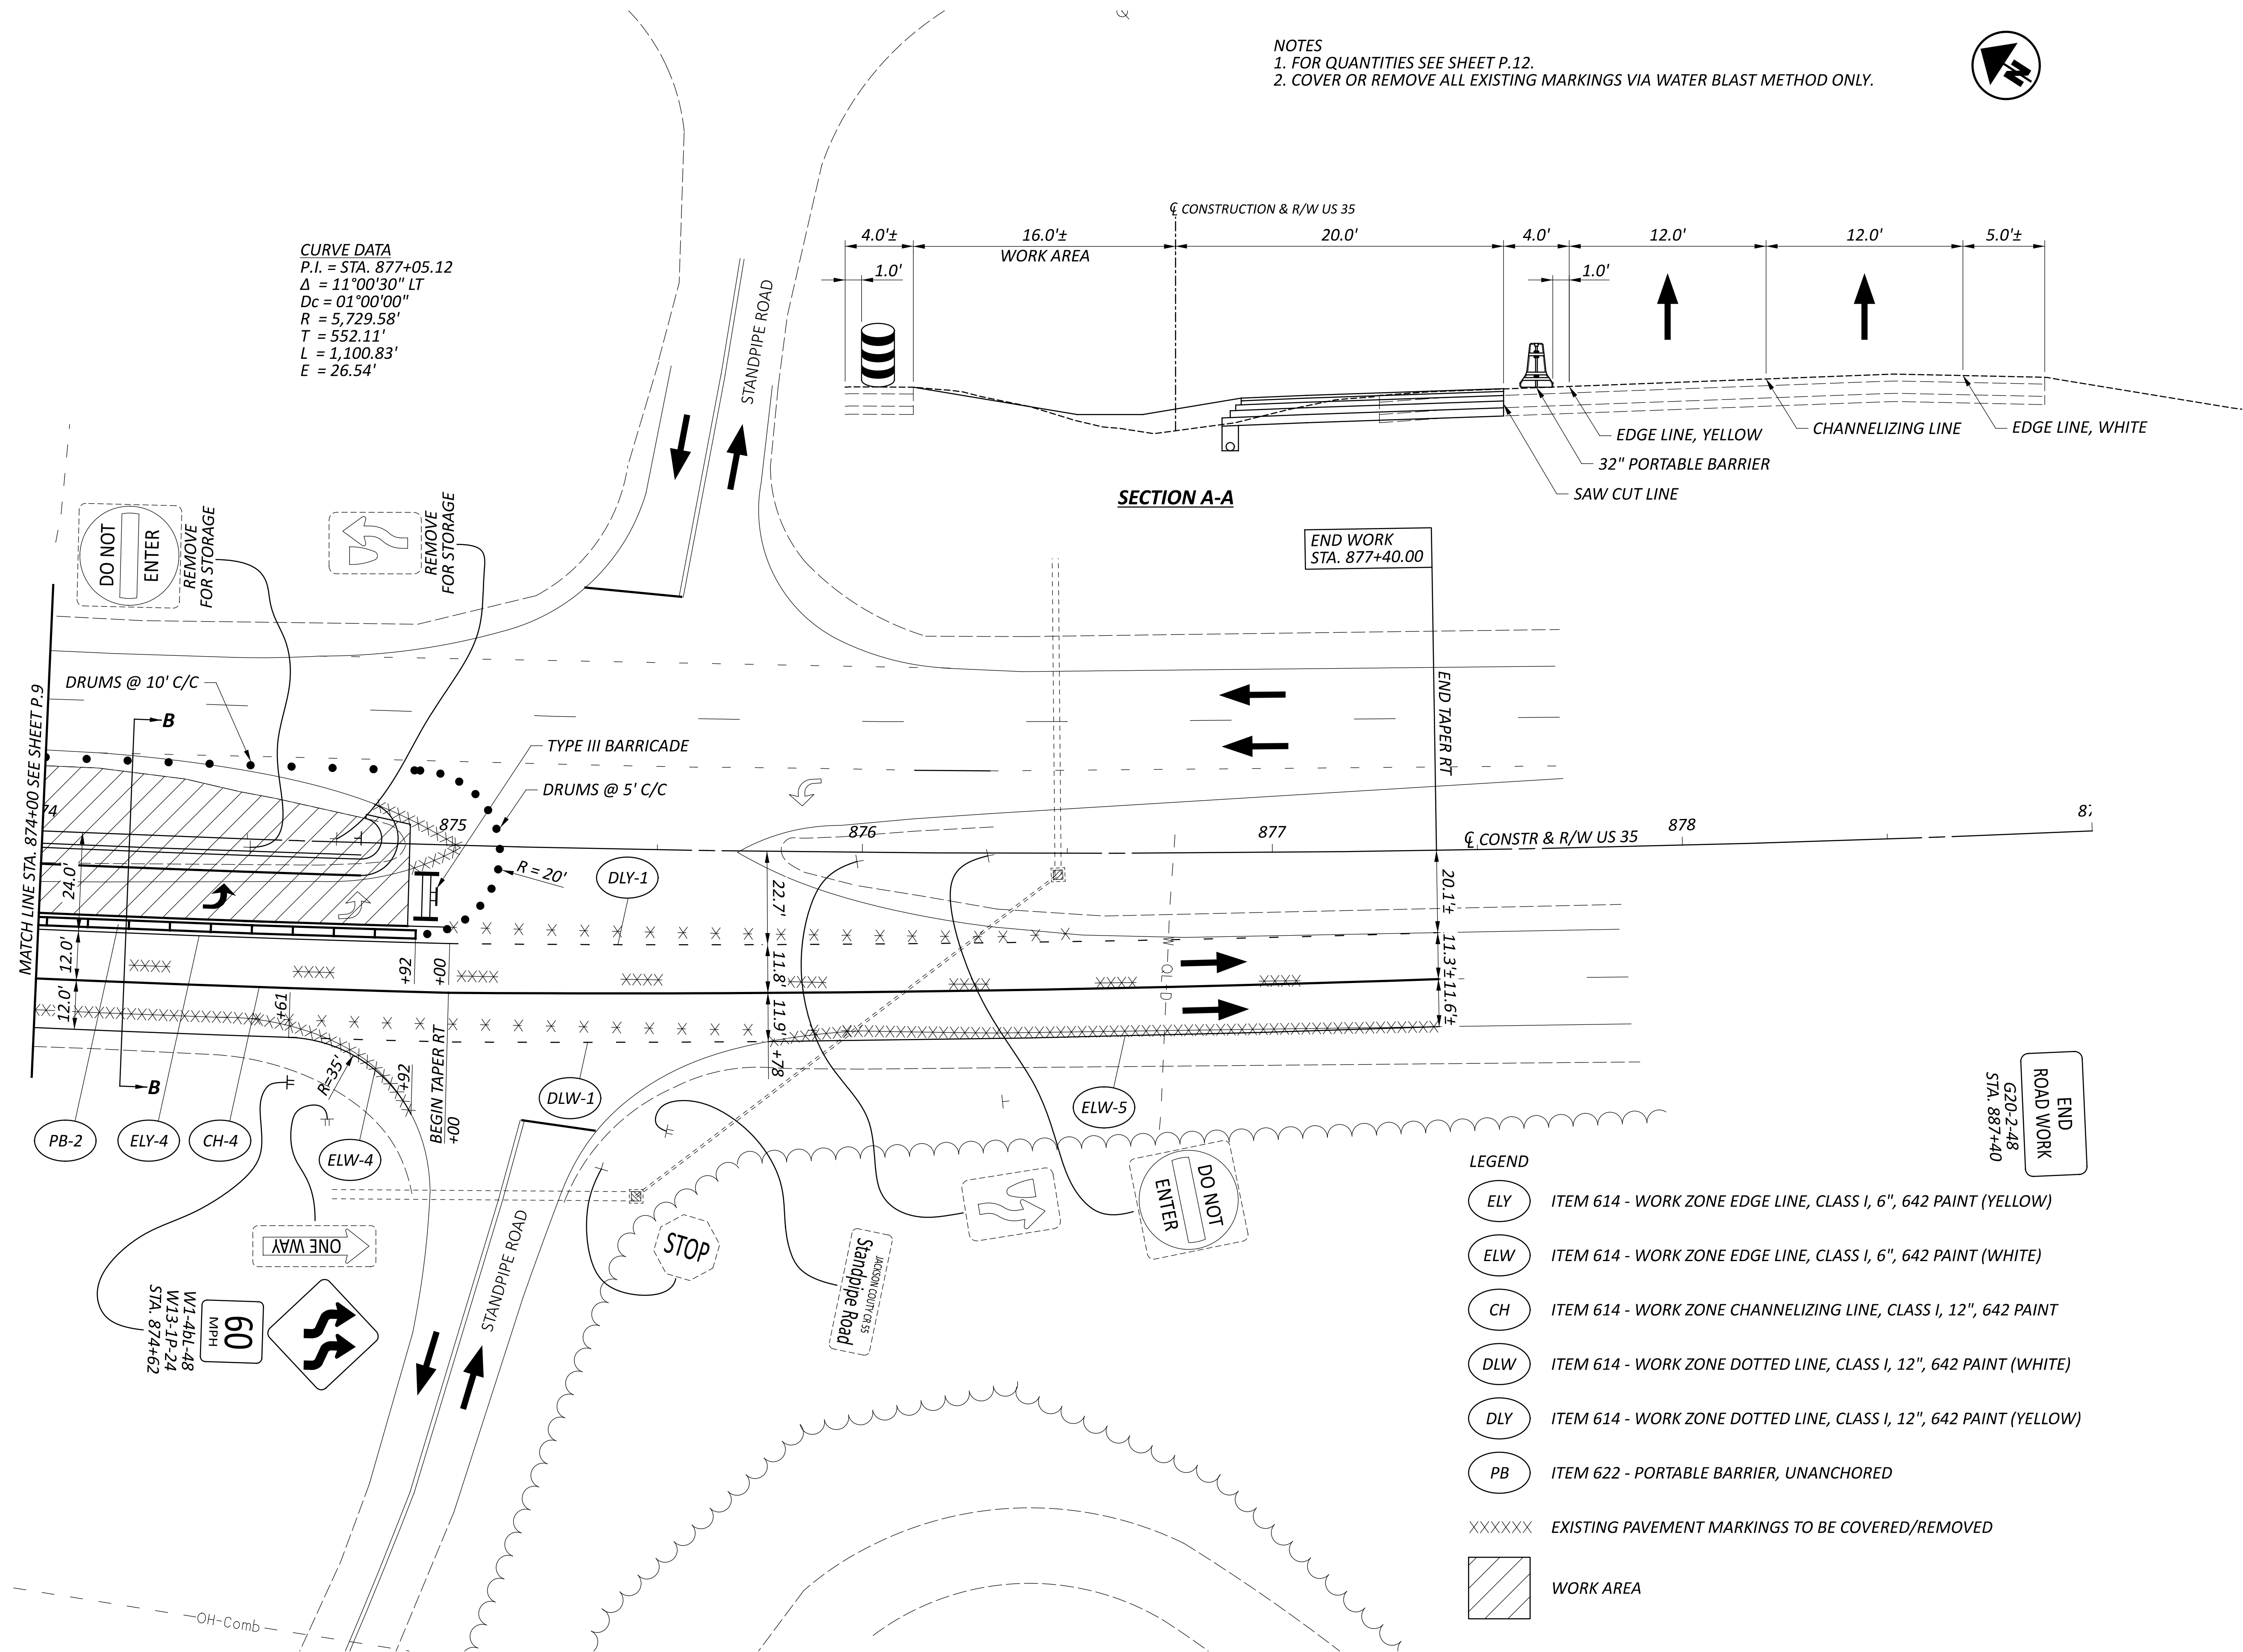 NOTES
1. FOR QUANTITIES SEE SHEET P.12.
2. COVER OR REMOVE ALL EXISTING MARKINGS VIA WATER BLAST METHOD ONLY.
N
CURVE DATA
P.I. = STA. 877+05.12
Δ = 11°00'30" LT
Dc = 01°00'00"
R = 5,729.58'
T = 552.11'
L = 1,100.83'
E = 26.54'
℄ CONSTRUCTION & R/W US 35
4.0'±
16.0'±
WORK AREA
20.0'
4.0'
12.0'
12.0'
5.0'±
1.0'
1.0'
EDGE LINE, YELLOW
CHANNELIZING LINE
EDGE LINE, WHITE
32" PORTABLE BARRIER
SAW CUT LINE
SECTION A-A
STANDPIPE ROAD
DO NOT
ENTER
REMOVE
FOR STORAGE
REMOVE
FOR STORAGE
END WORK
STA. 877+40.00
END TAPER RT
MATCH LINE STA. 874+00 SEE SHEET P.9
DRUMS @ 10' C/C
B
TYPE III BARRICADE
DRUMS @ 5' C/C
74
875
876
877
878
℄ CONSTR & R/W US 35
R = 20'
DLY-1
24.0'
12.0'
12.0'
22.7'
11.8'
11.9'
+78
20.1'±
11.3'±
11.6'±
+92
+00
+61
+92
R=35'
B
BEGIN TAPER RT
+00
DLW-1
ELW-5
PB-2
ELY-4
CH-4
ELW-4
ONE WAY
W1-4bL-48
W13-1P-24
STA. 874+62
60
MPH
STANDPIPE ROAD
STOP
JACKSON COUTY CR 55
Standpipe Road
DO NOT
ENTER
END
ROAD WORK
G20-2-48
STA. 887+40
LEGEND
ELY ITEM 614 - WORK ZONE EDGE LINE, CLASS I, 6", 642 PAINT (YELLOW)
ELW ITEM 614 - WORK ZONE EDGE LINE, CLASS I, 6", 642 PAINT (WHITE)
CH ITEM 614 - WORK ZONE CHANNELIZING LINE, CLASS I, 12", 642 PAINT
DLW ITEM 614 - WORK ZONE DOTTED LINE, CLASS I, 12", 642 PAINT (WHITE)
DLY ITEM 614 - WORK ZONE DOTTED LINE, CLASS I, 12", 642 PAINT (YELLOW)
PB ITEM 622 - PORTABLE BARRIER, UNANCHORED
XXXXXX EXISTING PAVEMENT MARKINGS TO BE COVERED/REMOVED
WORK AREA
OH-Comb